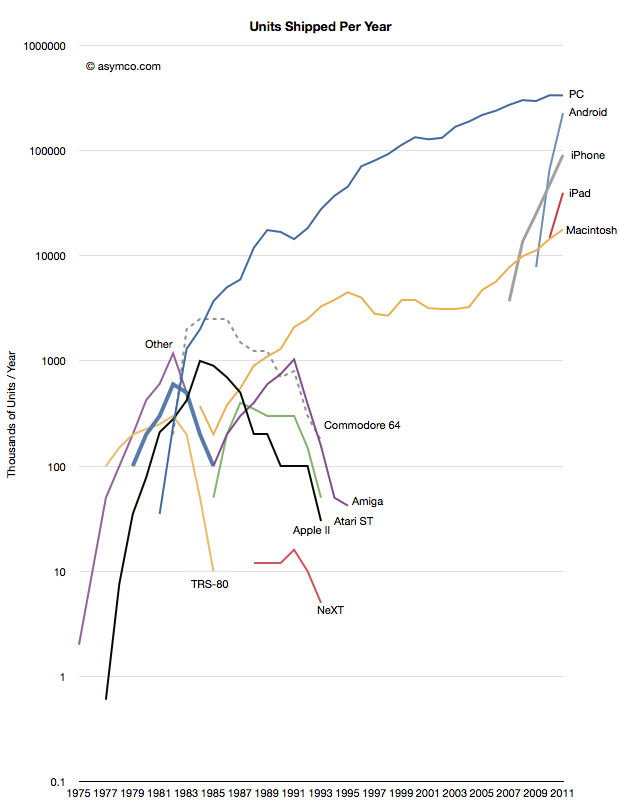 Units Shipped Per Year
1000000
© asymco.com
PC
Android
100000
iPhone
iPad
Macintosh
10000
Other
1000
Thousands of Units / Year
Commodore 64
100
Amiga
Atari ST
Apple II
10
TRS-80
NeXT
1
0.1
1975 1977 1979 1981 1983 1985 1987 1989 1991 1993 1995 1997 1999 2001 2003 2005 2007 2009 2011